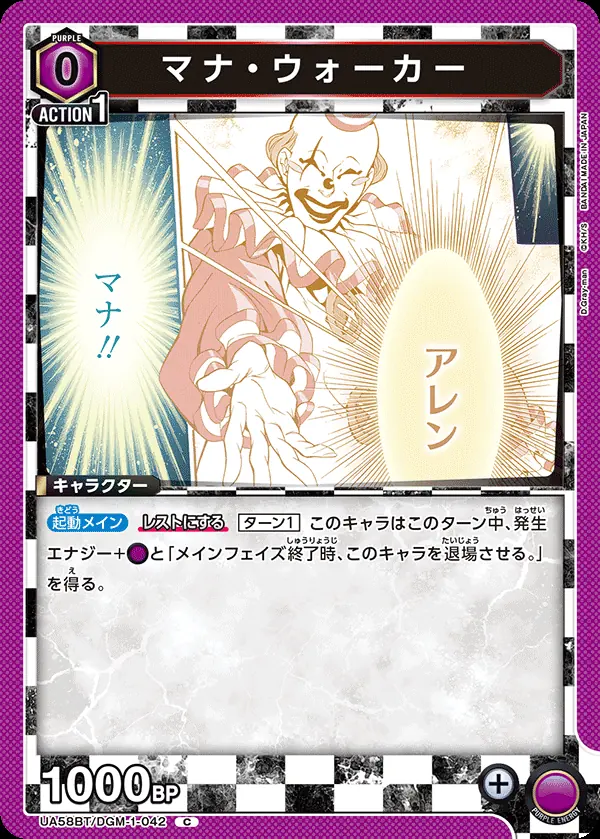 PURPLE
0
マナ・ウォーカー
ACTION1
マナ!!
アレン
D.Gray-man ©KH/S BANDAI MADE IN JAPAN
キャラクター
起動メイン レストにする ターン1 このキャラはこのターン中、発生
エナジー+と「メインフェイズ終了時、このキャラを退場させる。」
を得る。
1000BP
+
PURPLE ENERGY
UA58BT/DGM-1-042 C